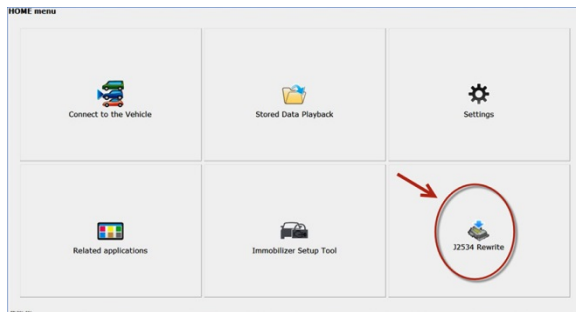 HOME menu
Connect to the Vehicle
Stored Data Playback
Settings
Related applications
Immobilizer Setup Tool
J2534 Rewrite